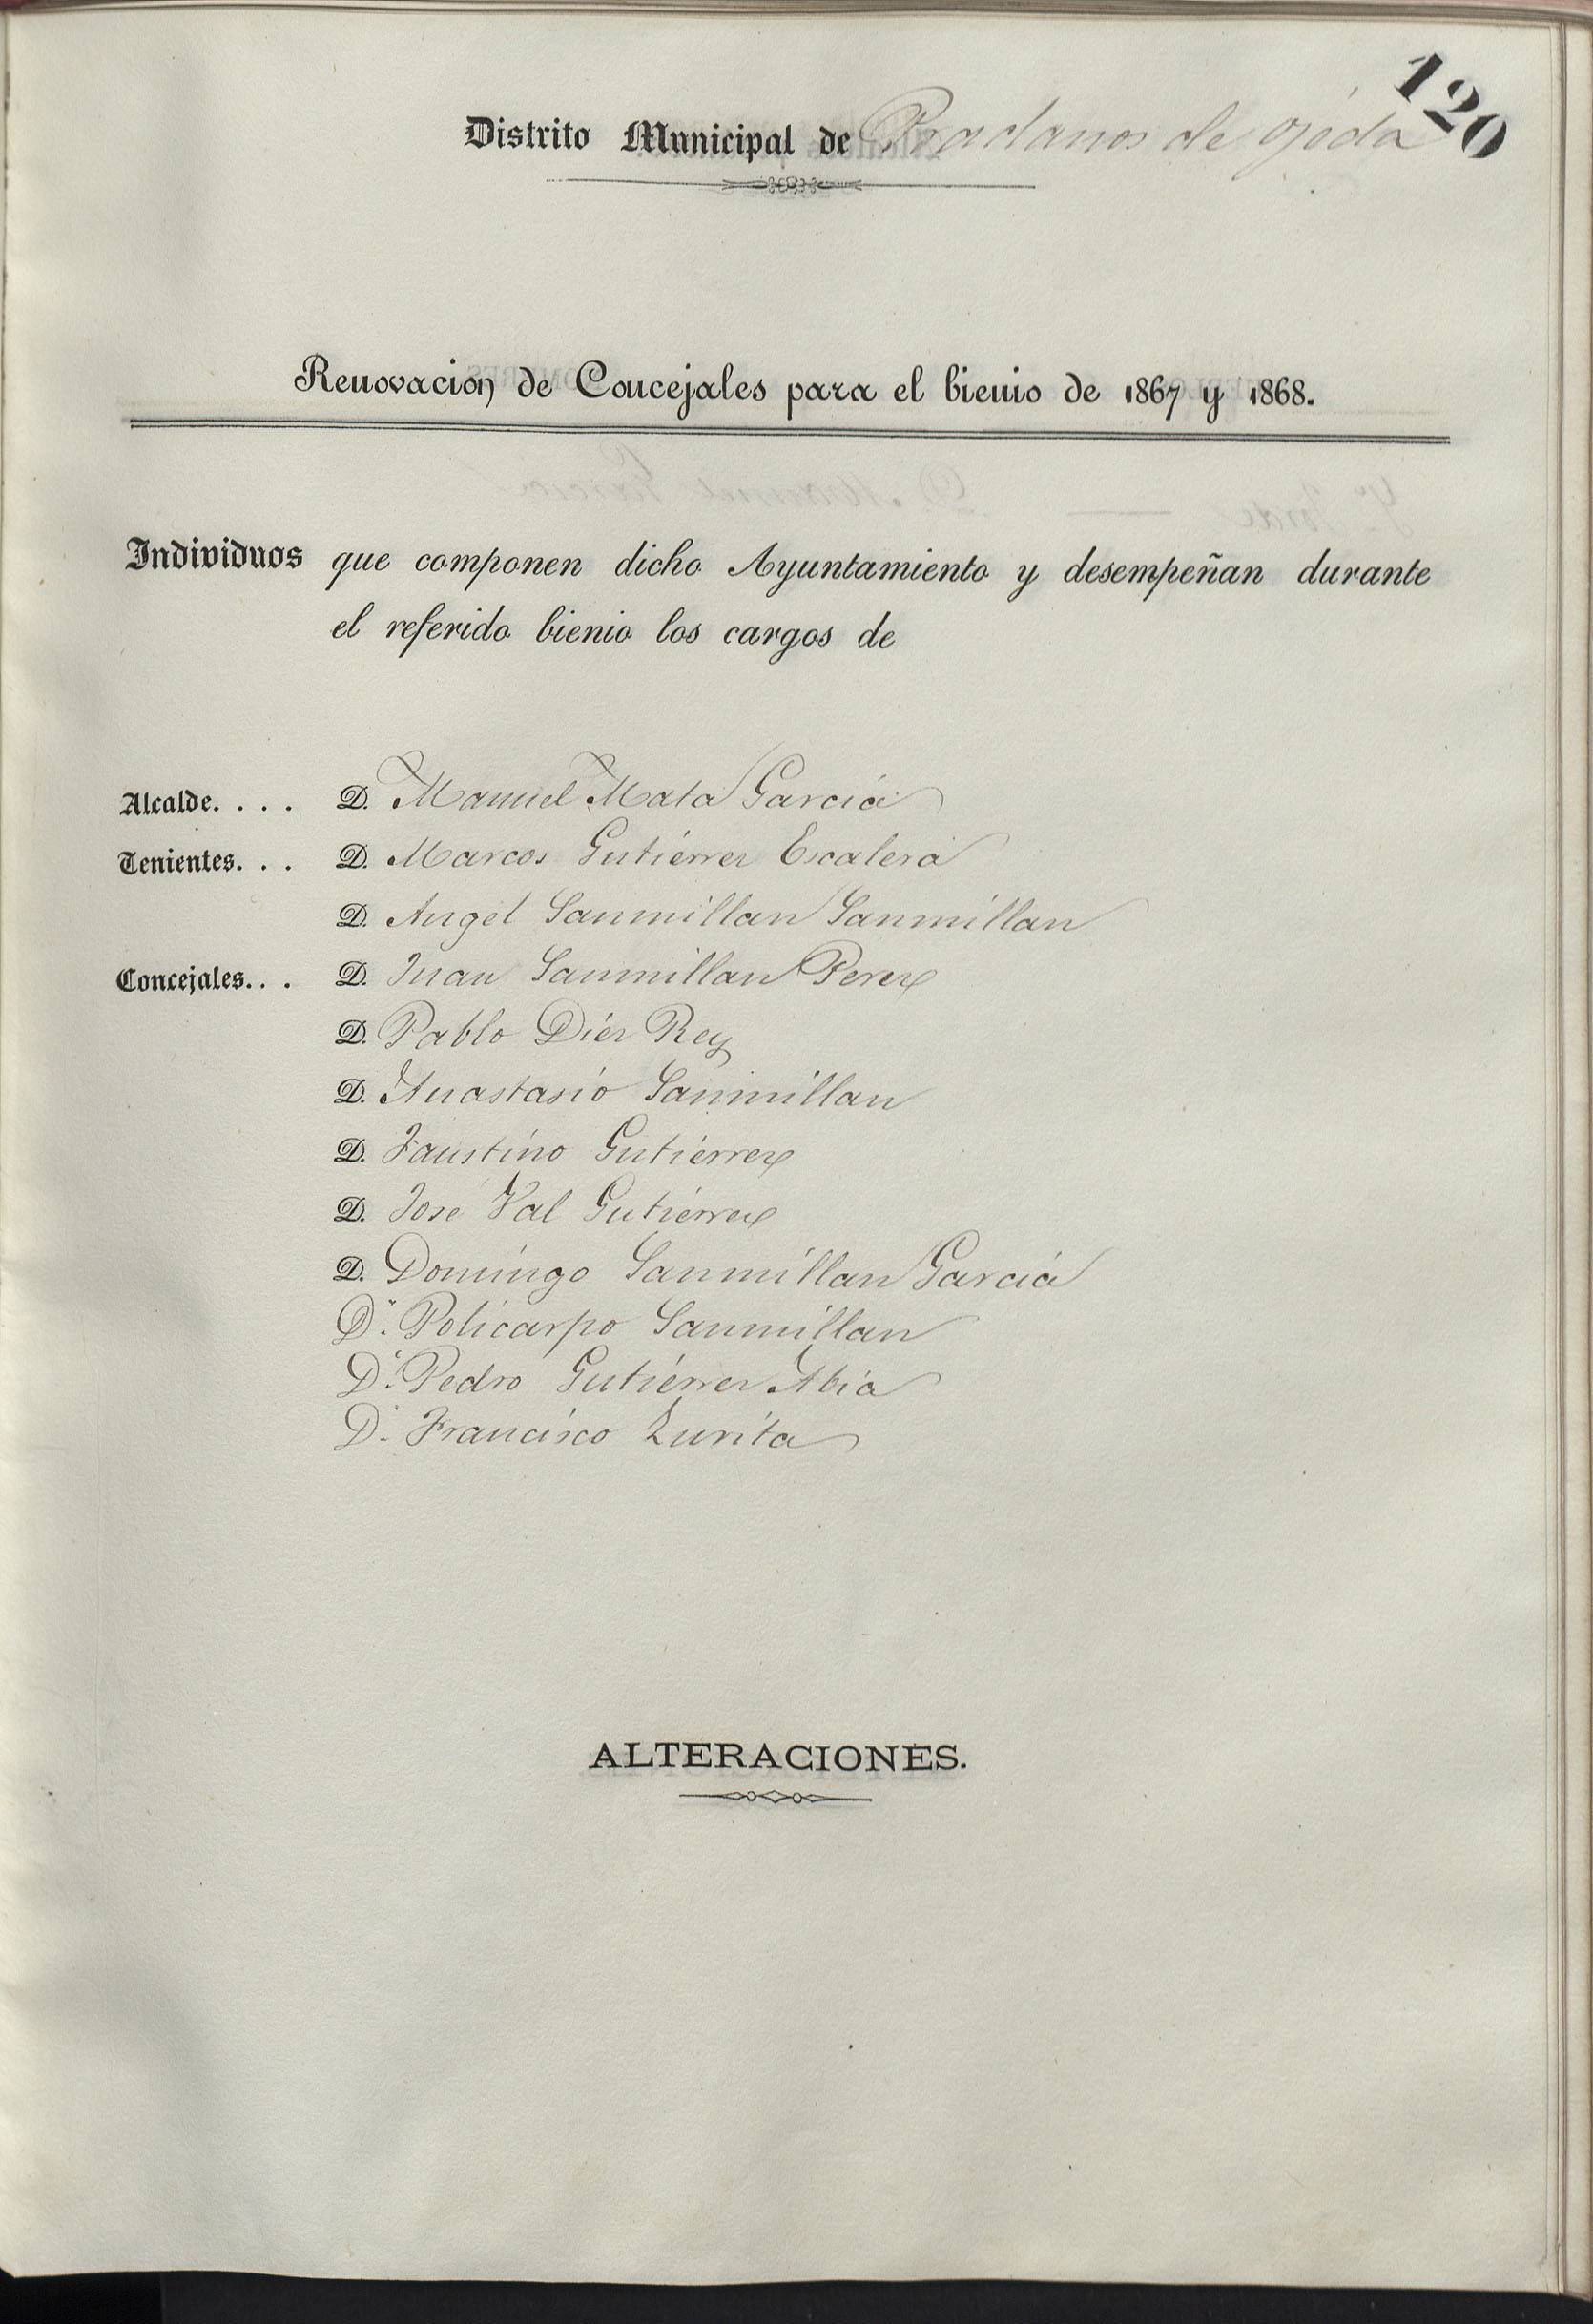 120
Distrito Municipal de Pradanos de Ojeda
Renovacion de Concejales para el bienio de 1867 y 1868.
Individuos que componen dicho Ayuntamiento y desempeñan durante
el referido bienio los cargos de
Alcalde. . . . D. Manuel Mata García
Tenientes. . . D. Marcos Gutiérrez Escalera
D. Angel Sanmillan Sanmillan
Concejales. . . D. Juan Sanmillan Perez
D. Pablo Diez Rey
D. Anastasio Sanmillan
D. Faustino Gutiérrez
D. José Val Gutiérrez
D. Domingo Sanmillan García
D. Policarpo Sanmillan
D. Pedro Gutiérrez Abia
D. Francisco Zurita
ALTERACIONES.